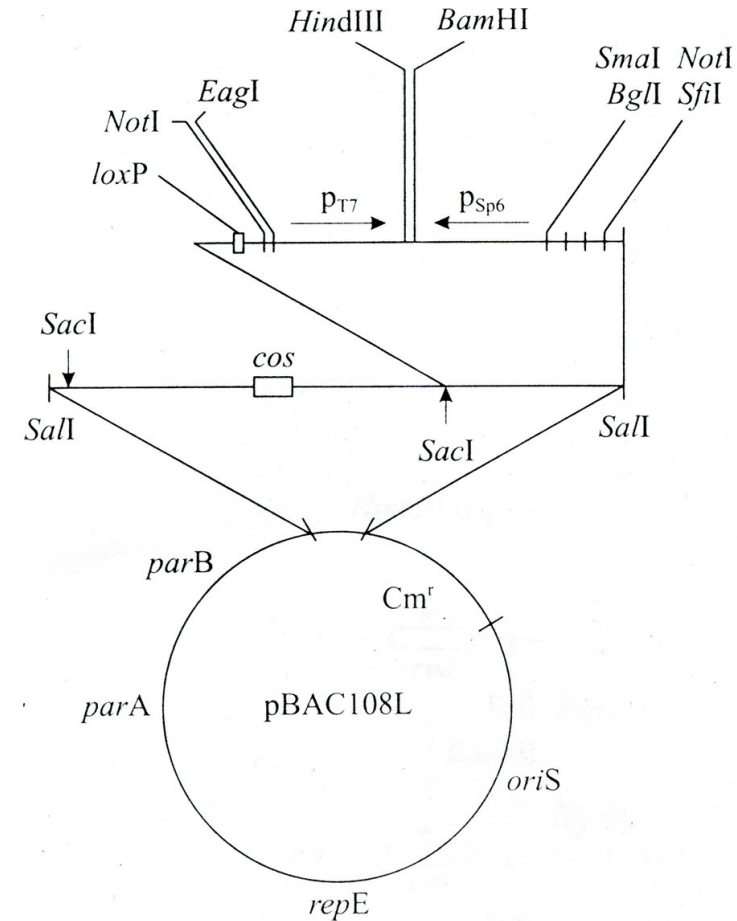 HindIII BamHI
SmaI NotI
EagI BglI SfiI
NotI
loxP
pT7 pSp6
SacI
cos
SalI SalI
SacI
parB
Cmr
parA pBAC108L
oriS
repE